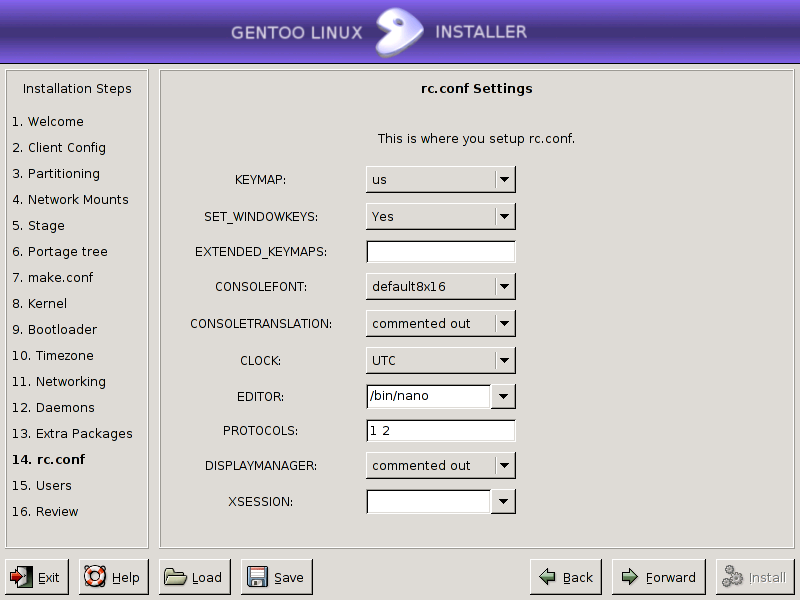 GENTOO LINUX INSTALLER
Installation Steps
1. Welcome
2. Client Config
3. Partitioning
4. Network Mounts
5. Stage
6. Portage tree
7. make.conf
8. Kernel
9. Bootloader
10. Timezone
11. Networking
12. Daemons
13. Extra Packages
14. rc.conf
15. Users
16. Review
rc.conf Settings
This is where you setup rc.conf.
KEYMAP: us
SET_WINDOWKEYS: Yes
EXTENDED_KEYMAPS:
CONSOLEFONT: default8x16
CONSOLETRANSLATION: commented out
CLOCK: UTC
EDITOR: /bin/nano
PROTOCOLS: 1 2
DISPLAYMANAGER: commented out
XSESSION:
Exit Help Load Save Back Forward Install